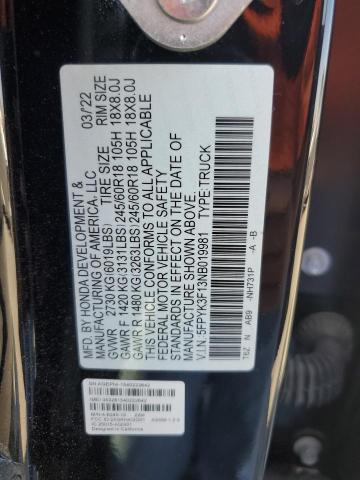 MFD. BY HONDA DEVELOPMENT & 03/22
MANUFACTURING OF AMERICA, LLC
GVWR 2730 KG(6019LBS) TIRE SIZE RIM SIZE
GAWR F 1420 KG(3131LBS) 245/60R18 105H 18X8.0J
GAWR R 1480 KG(3263LBS) 245/60R18 105H 18X8.0J
THIS VEHICLE CONFORMS TO ALL APPLICABLE
FEDERAL MOTOR VEHICLE SAFETY
STANDARDS IN EFFECT ON THE DATE OF
MANUFACTURE SHOWN ABOVE.
V.I.N. 5FPYK3F13NB019981 TYPE:TRUCK
T6Z N AB9 -NH731P -A -B
Designed in California